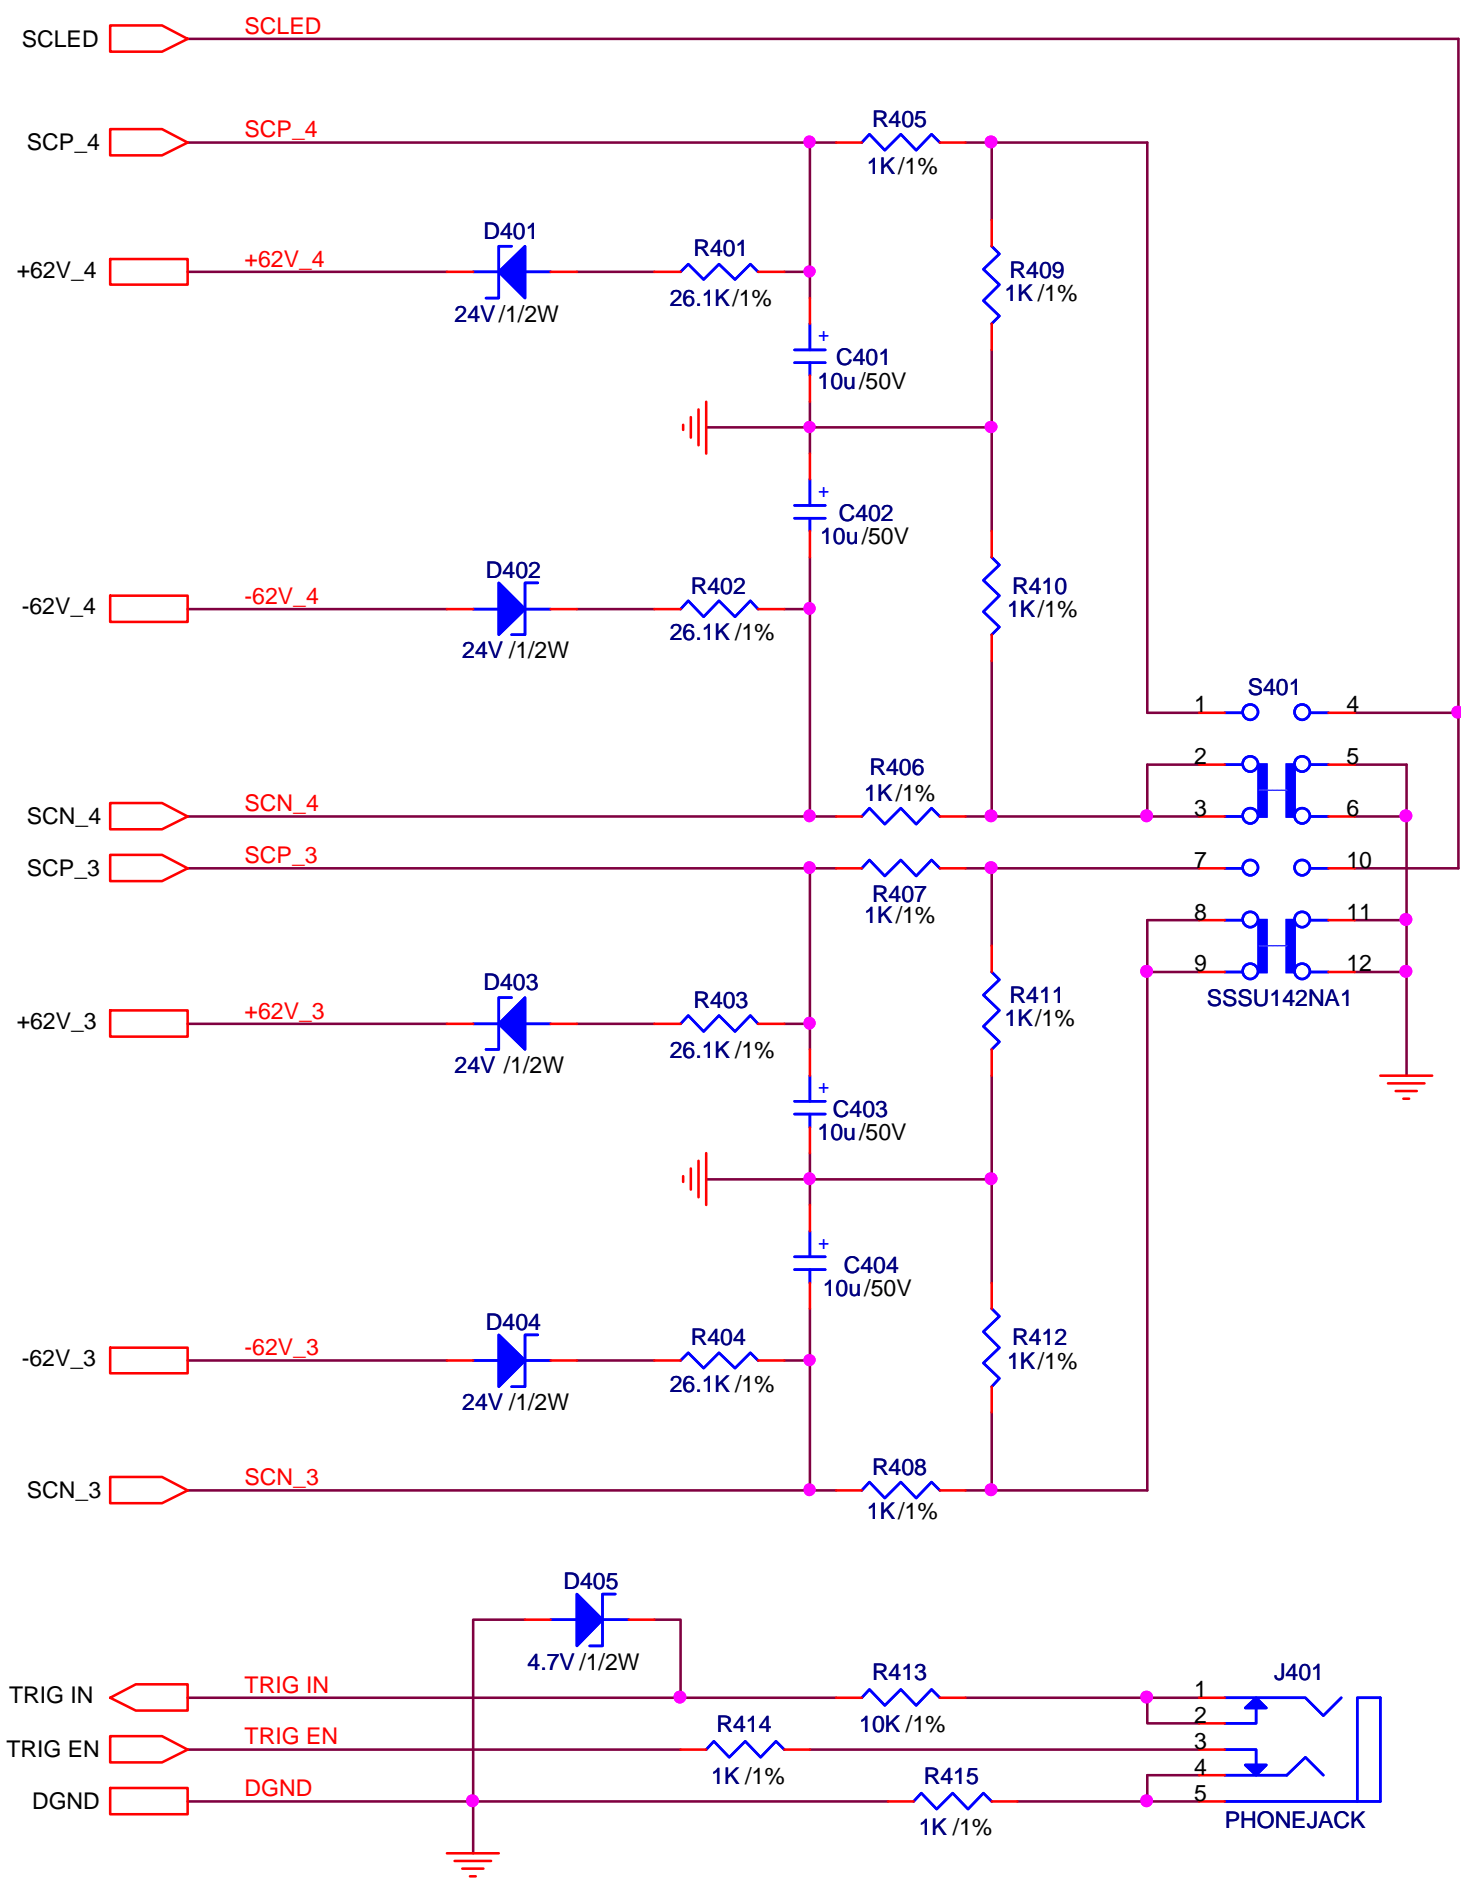 SCLED
SCLED
SCP_4
SCP_4
R405
1K/1%
+62V_4
+62V_4
D401
24V/1/2W
R401
26.1K/1%
R409
1K/1%
+
C401
10u/50V
+
C402
10u/50V
-62V_4
-62V_4
D402
24V/1/2W
R402
26.1K/1%
R410
1K/1%
S401
1
4
2
5
3
6
7
10
8
11
9
12
SSSU142NA1
SCN_4
SCN_4
R406
1K/1%
SCP_3
SCP_3
R407
1K/1%
+62V_3
+62V_3
D403
24V/1/2W
R403
26.1K/1%
R411
1K/1%
+
C403
10u/50V
+
C404
10u/50V
-62V_3
-62V_3
D404
24V/1/2W
R404
26.1K/1%
R412
1K/1%
SCN_3
SCN_3
R408
1K/1%
D405
4.7V/1/2W
TRIG IN
TRIG IN
R413
10K/1%
J401
1
2
3
4
5
PHONEJACK
TRIG EN
TRIG EN
R414
1K/1%
DGND
DGND
R415
1K/1%